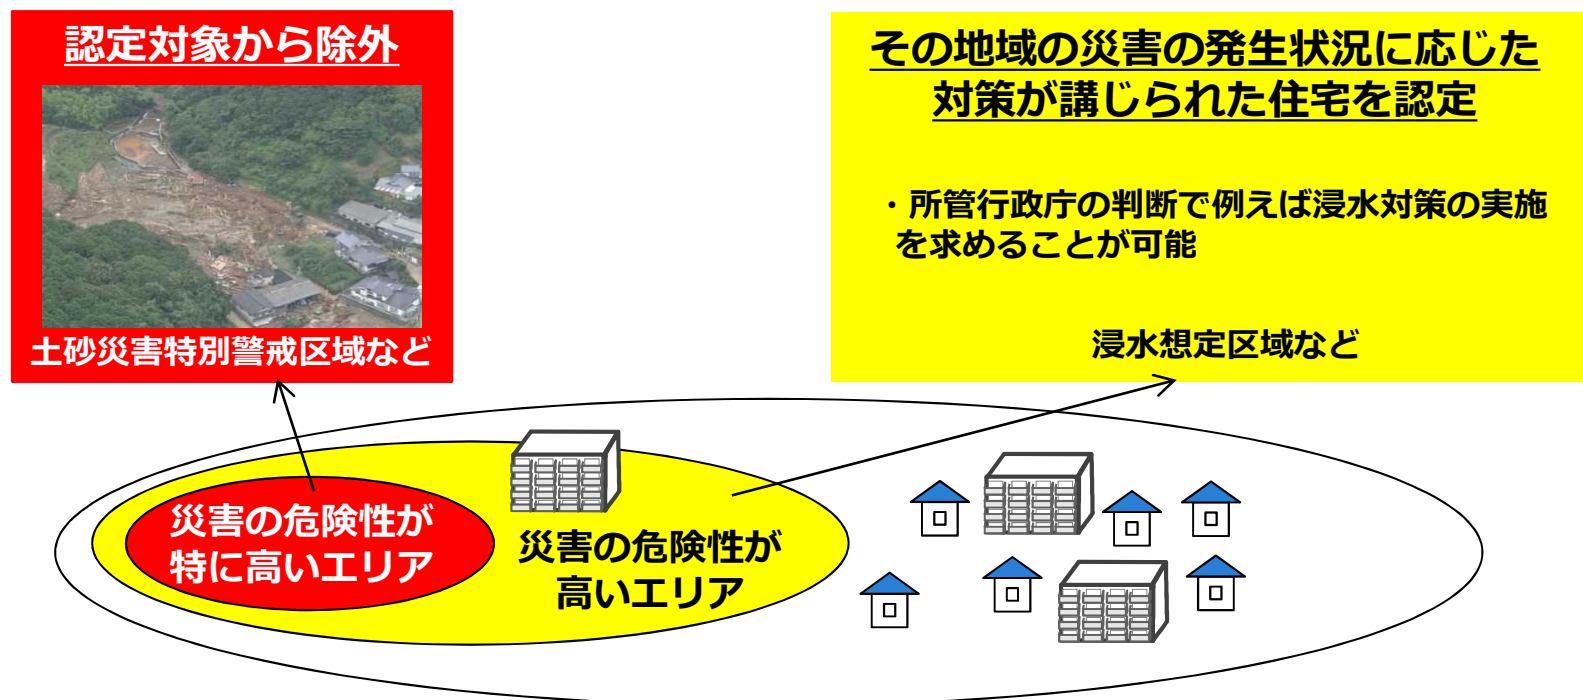 認定対象から除外
土砂災害特別警戒区域など
その地域の災害の発生状況に応じた
対策が講じられた住宅を認定
・所管行政庁の判断で例えば浸水対策の実施
を求めることが可能
浸水想定区域など
災害の危険性が
特に高いエリア
災害の危険性が
高いエリア